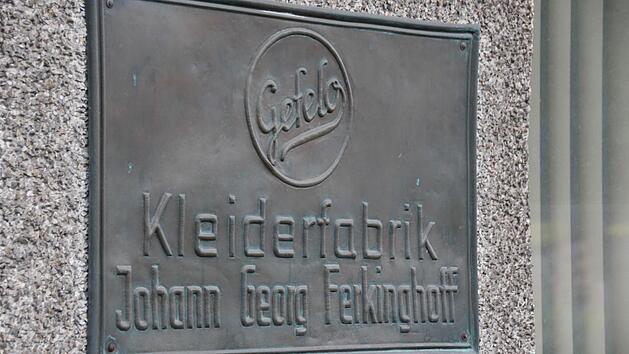 Gefelo
Kleiderfabrik
Johann Georg Ferkinghoff